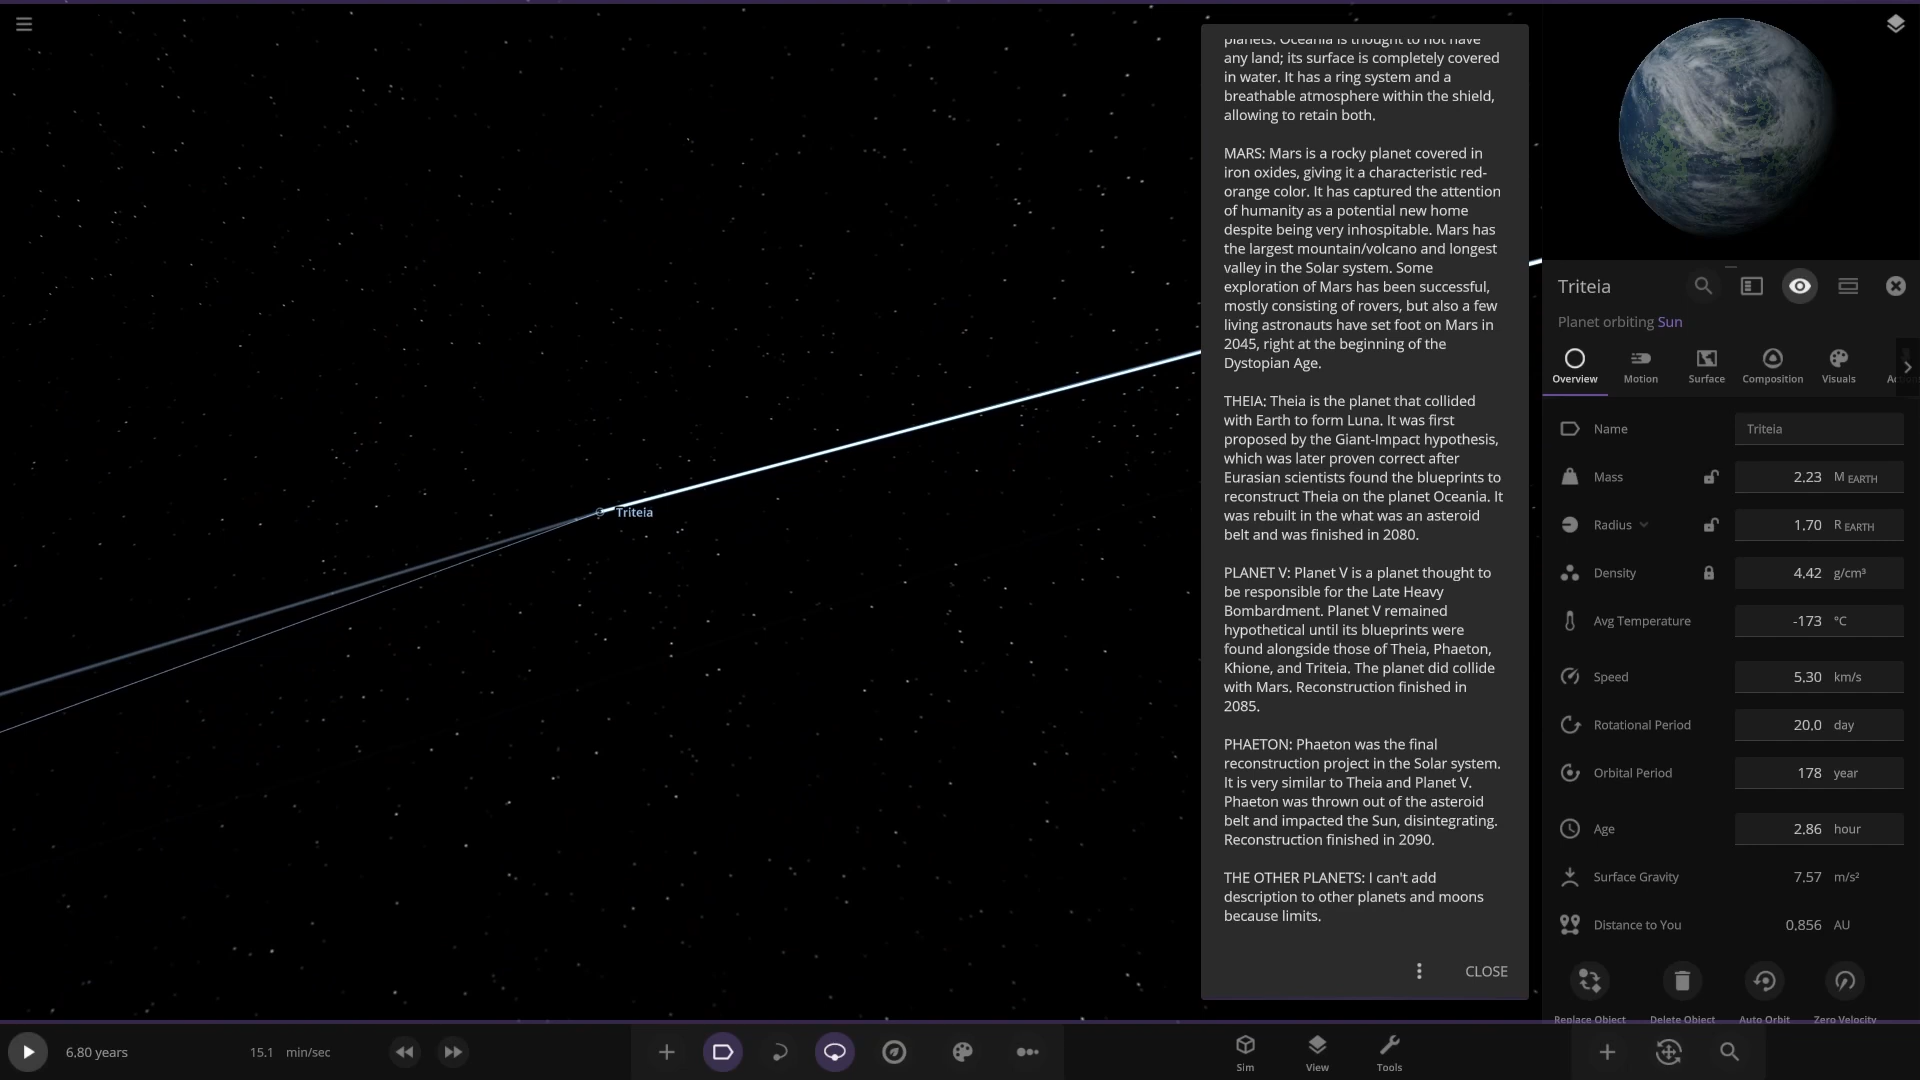 planets. Oceania is thought to not have
any land; its surface is completely covered
in water. It has a ring system and a
breathable atmosphere within the shield,
allowing to retain both.
MARS: Mars is a rocky planet covered in
iron oxides, giving it a characteristic red-
orange color. It has captured the attention
of humanity as a potential new home
despite being very inhospitable. Mars has
the largest mountain/volcano and longest
valley in the Solar system. Some
exploration of Mars has been successful,
mostly consisting of rovers, but also a few
living astronauts have set foot on Mars in
2045, right at the beginning of the
Dystopian Age.
THEIA: Theia is the planet that collided
with Earth to form Luna. It was first
proposed by the Giant-Impact hypothesis,
which was later proven correct after
Eurasian scientists found the blueprints to
reconstruct Theia on the planet Oceania. It
was rebuilt in the what was an asteroid
belt and was finished in 2080.
PLANET V: Planet V is a planet thought to
be responsible for the Late Heavy
Bombardment. Planet V remained
hypothetical until its blueprints were
found alongside those of Theia, Phaeton,
Khione, and Triteia. The planet did collide
with Mars. Reconstruction finished in
2085.
PHAETON: Phaeton was the final
reconstruction project in the Solar system.
It is very similar to Theia and Planet V.
Phaeton was thrown out of the asteroid
belt and impacted the Sun, disintegrating.
Reconstruction finished in 2090.
THE OTHER PLANETS: I can't add
description to other planets and moons
because limits.
CLOSE
Triteia
Triteia
Planet orbiting Sun
Overview Motion Surface Composition Visuals
Name Triteia
Mass 2.23 M EARTH
Radius 1.70 R EARTH
Density 4.42 g/cm³
Avg Temperature -173 °C
Speed 5.30 km/s
Rotational Period 20.0 day
Orbital Period 178 year
Age 2.86 hour
Surface Gravity 7.57 m/s²
Distance to You 0.856 AU
Replace Object Delete Object Auto Orbit Zero Velocity
6.80 years 15.1 min/sec
Sim View Tools